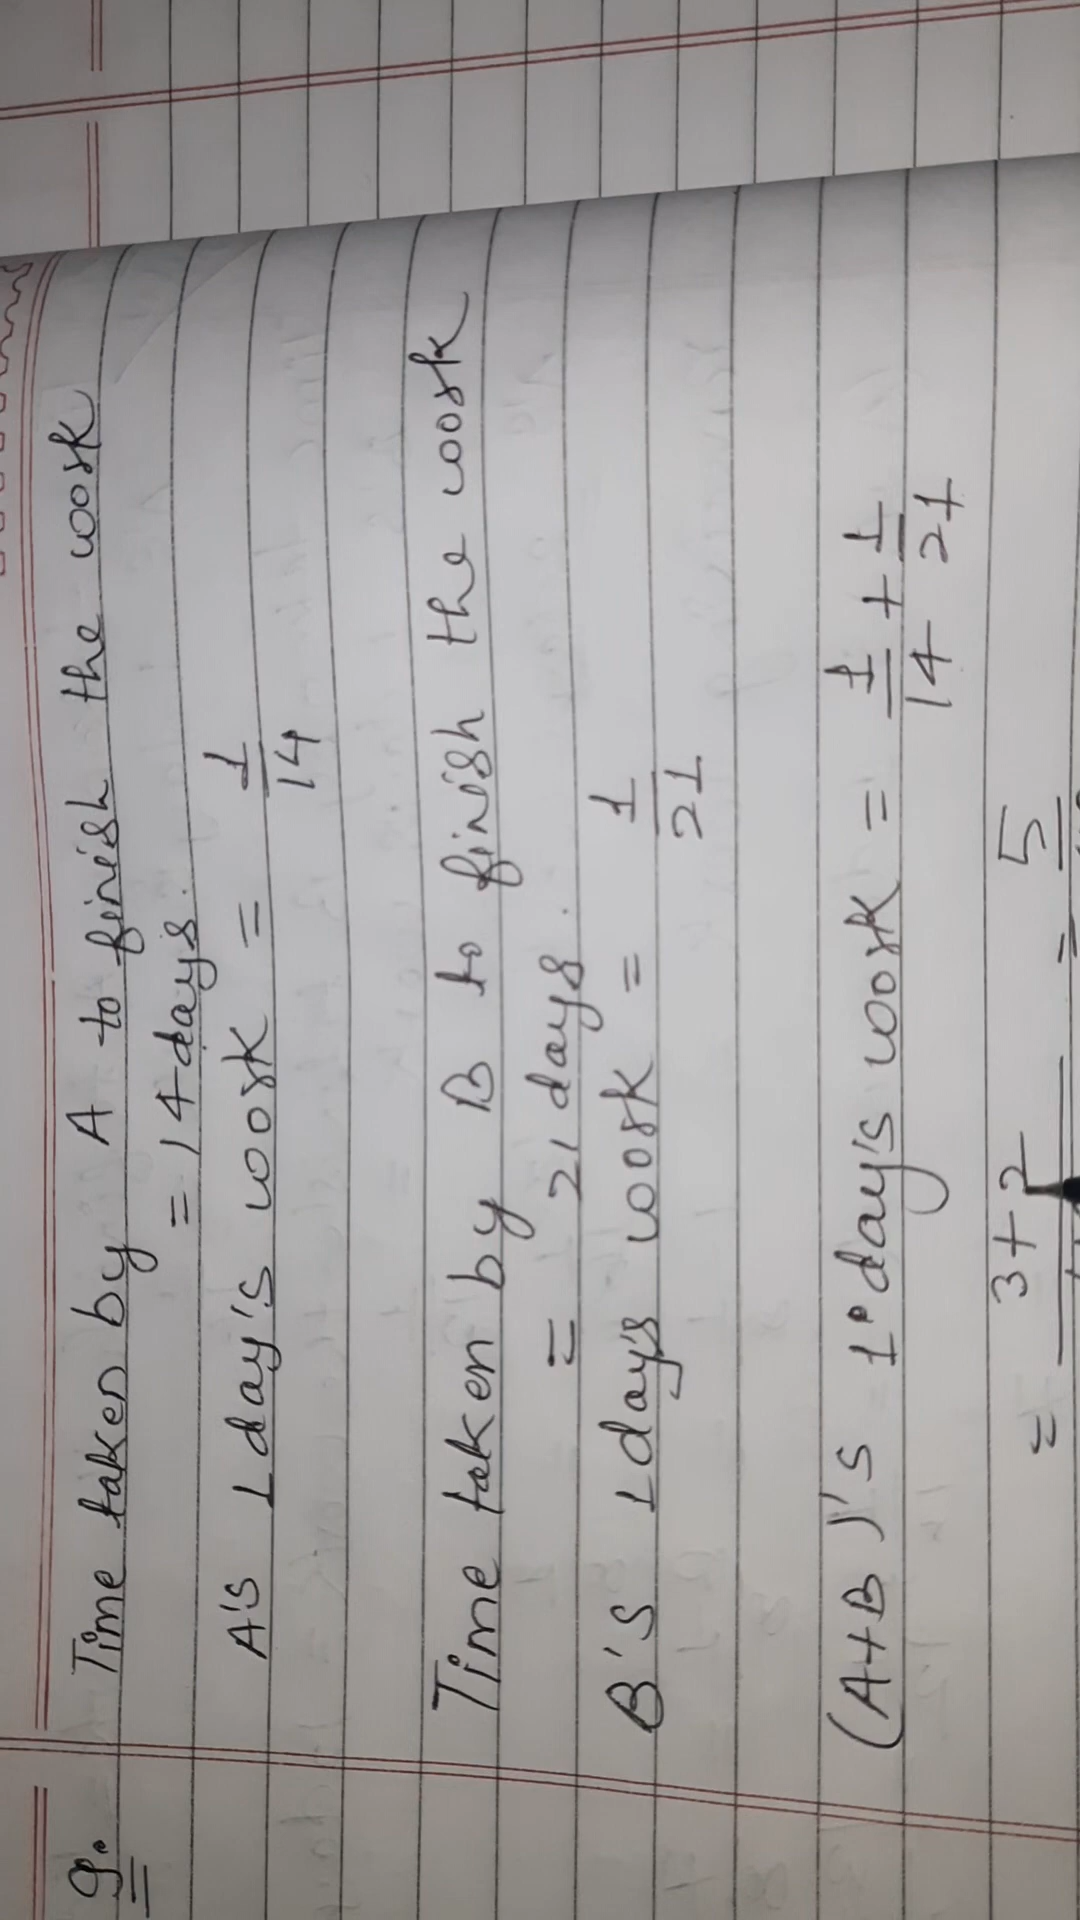 9. Time taken by A to finish the work
= 14 days.
A's 1 day's work = 1/14
Time taken by B to finish the work
= 21 days.
B's 1 day's work = 1/21
(A+B)'s 1 day's work = 1/14 + 1/21
= 3+2 = 5